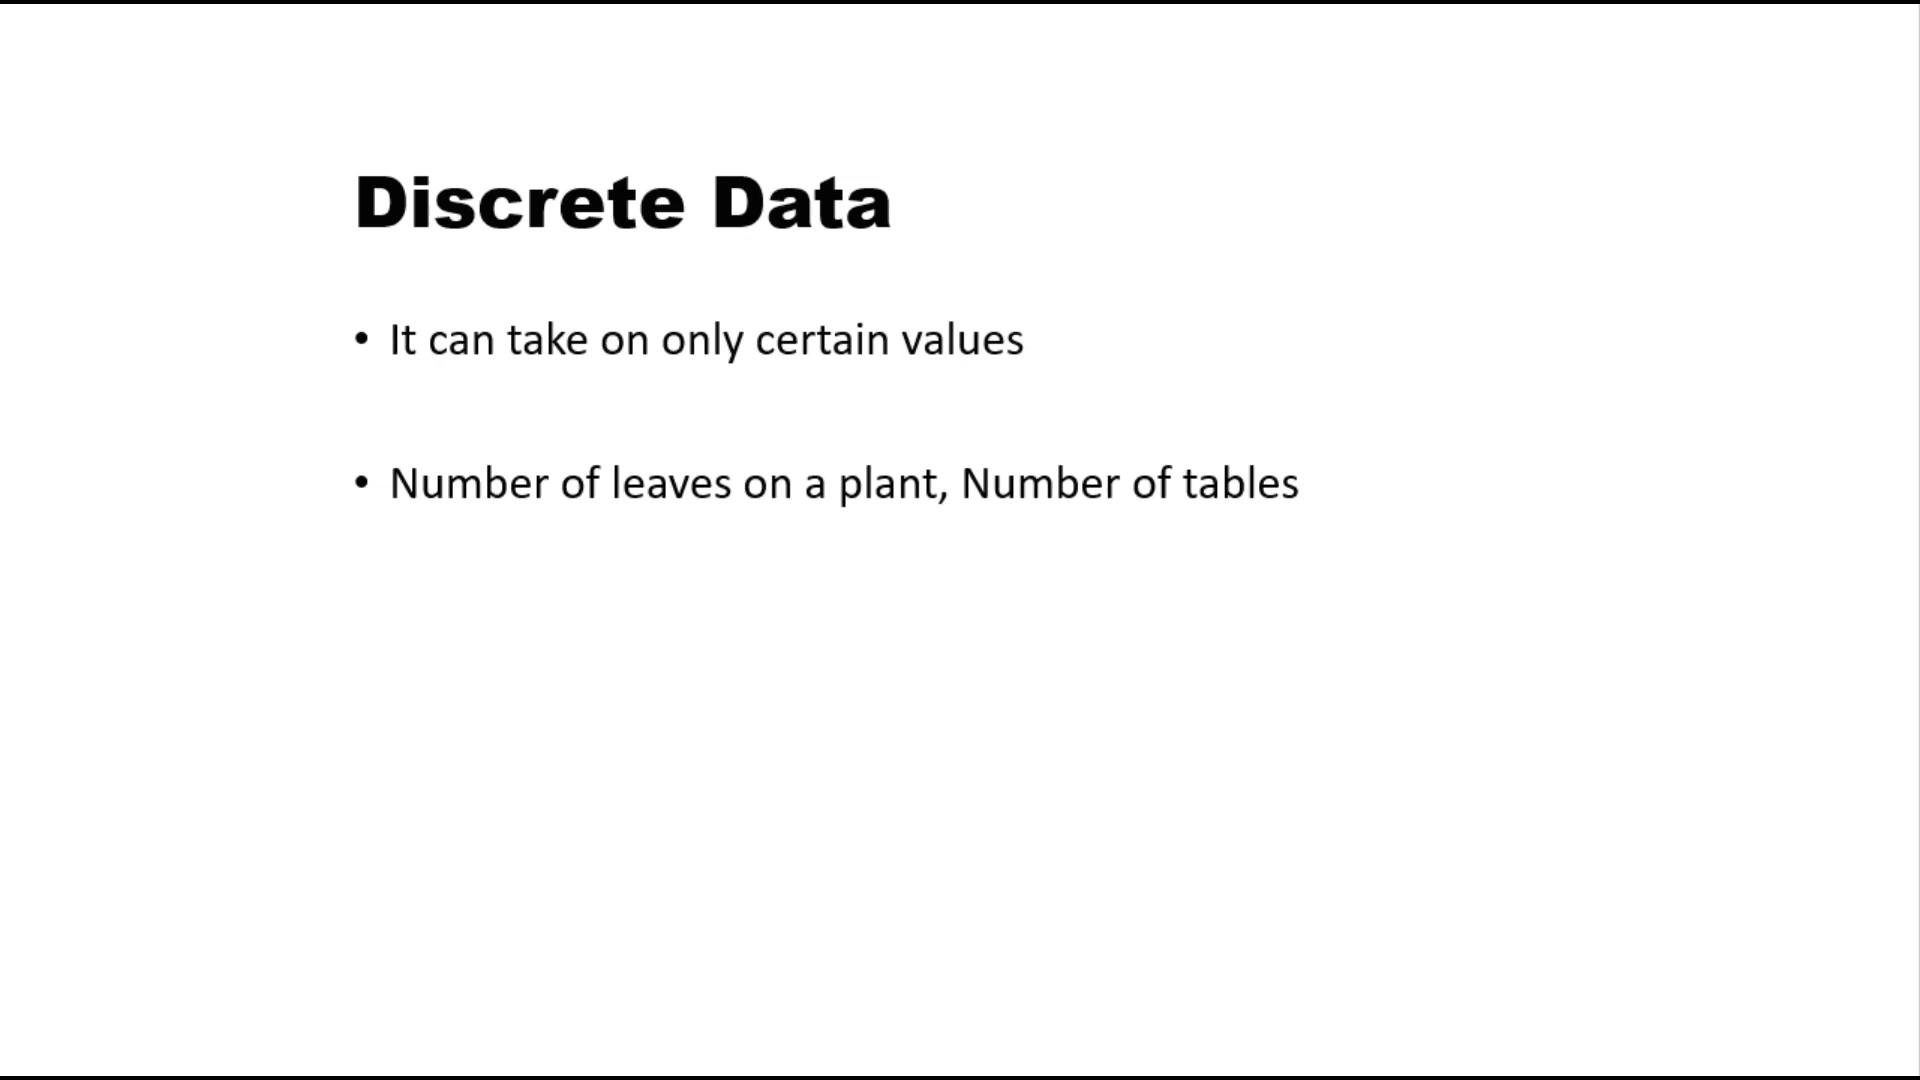 Discrete Data
• It can take on only certain values
• Number of leaves on a plant, Number of tables